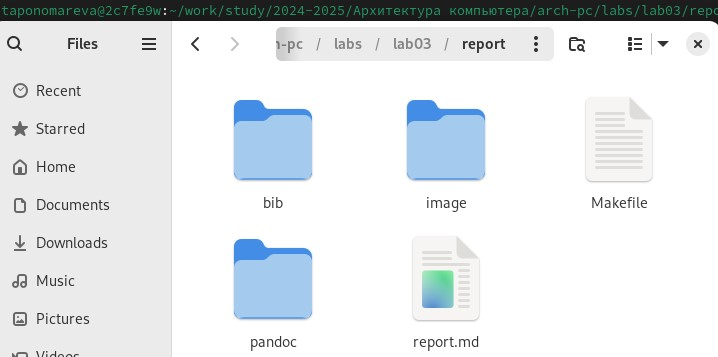 taponomareva@2c7fe9w:~/work/study/2024-2025/Архитектура компьютера/arch-pc/labs/lab03/repo
Files
h-pc / labs / lab03 / report
Recent
Starred
Home
Documents
Downloads
Music
Pictures
Videos
bib
image
Makefile
pandoc
report.md